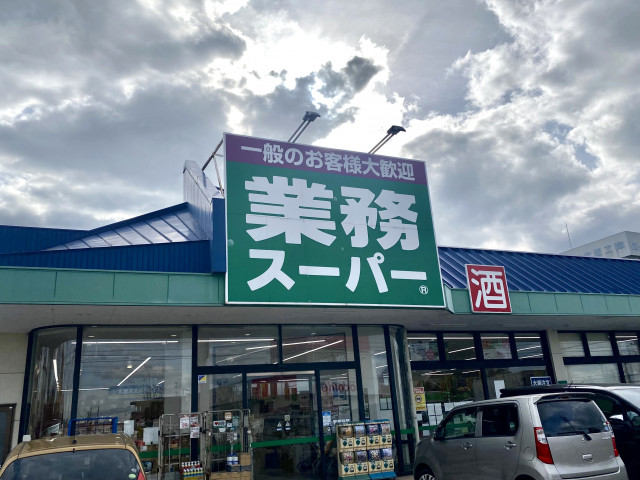 一般のお客様大歓迎
業務
スーパー®
酒